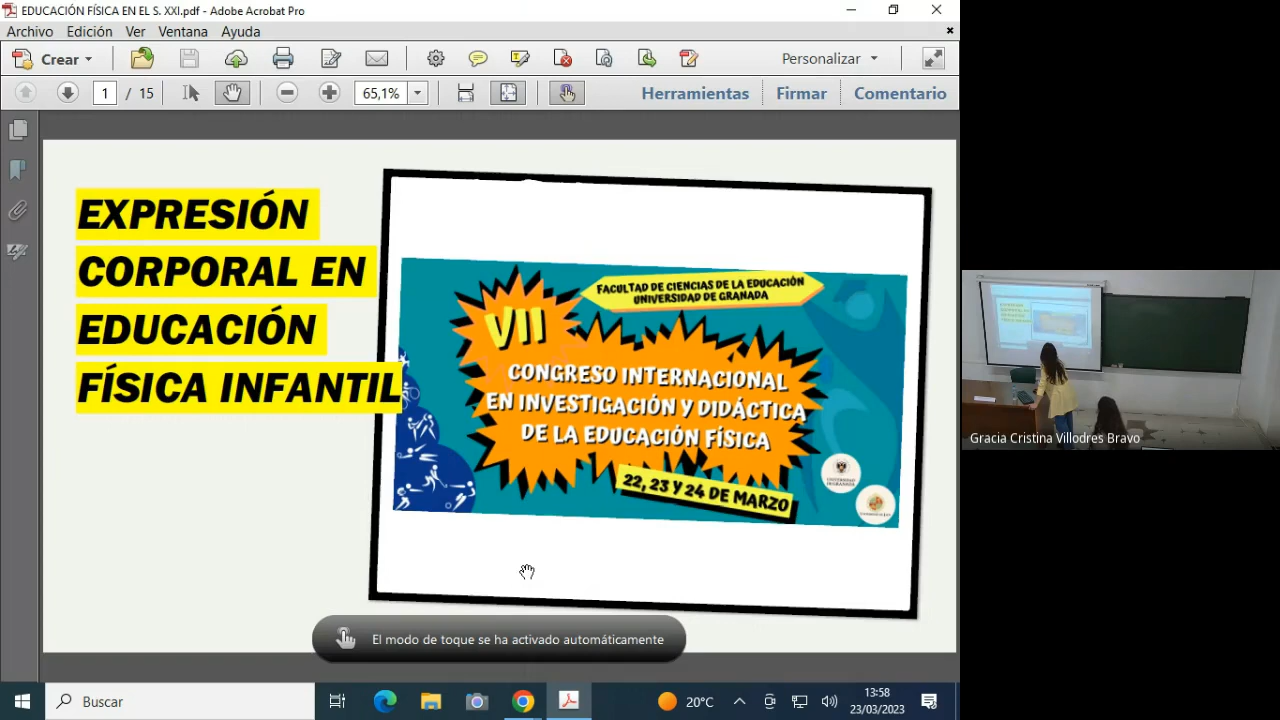 EDUCACIÓN FÍSICA EN EL S. XXI.pdf - Adobe Acrobat Pro
Archivo Edición Ver Ventana Ayuda
Crear
Personalizar
1 / 15
65,1%
Herramientas Firmar Comentario
EXPRESIÓN
CORPORAL EN
EDUCACIÓN
FÍSICA INFANTIL
FACULTAD DE CIENCIAS DE LA EDUCACIÓN
UNIVERSIDAD DE GRANADA
VII
CONGRESO INTERNACIONAL
EN INVESTIGACIÓN Y DIDÁCTICA
DE LA EDUCACIÓN FÍSICA
22, 23 Y 24 DE MARZO
UNIVERSIDAD
DE GRANADA
El modo de toque se ha activado automáticamente
Gracia Cristina Villodres Bravo
Buscar
20°C
13:58
23/03/2023